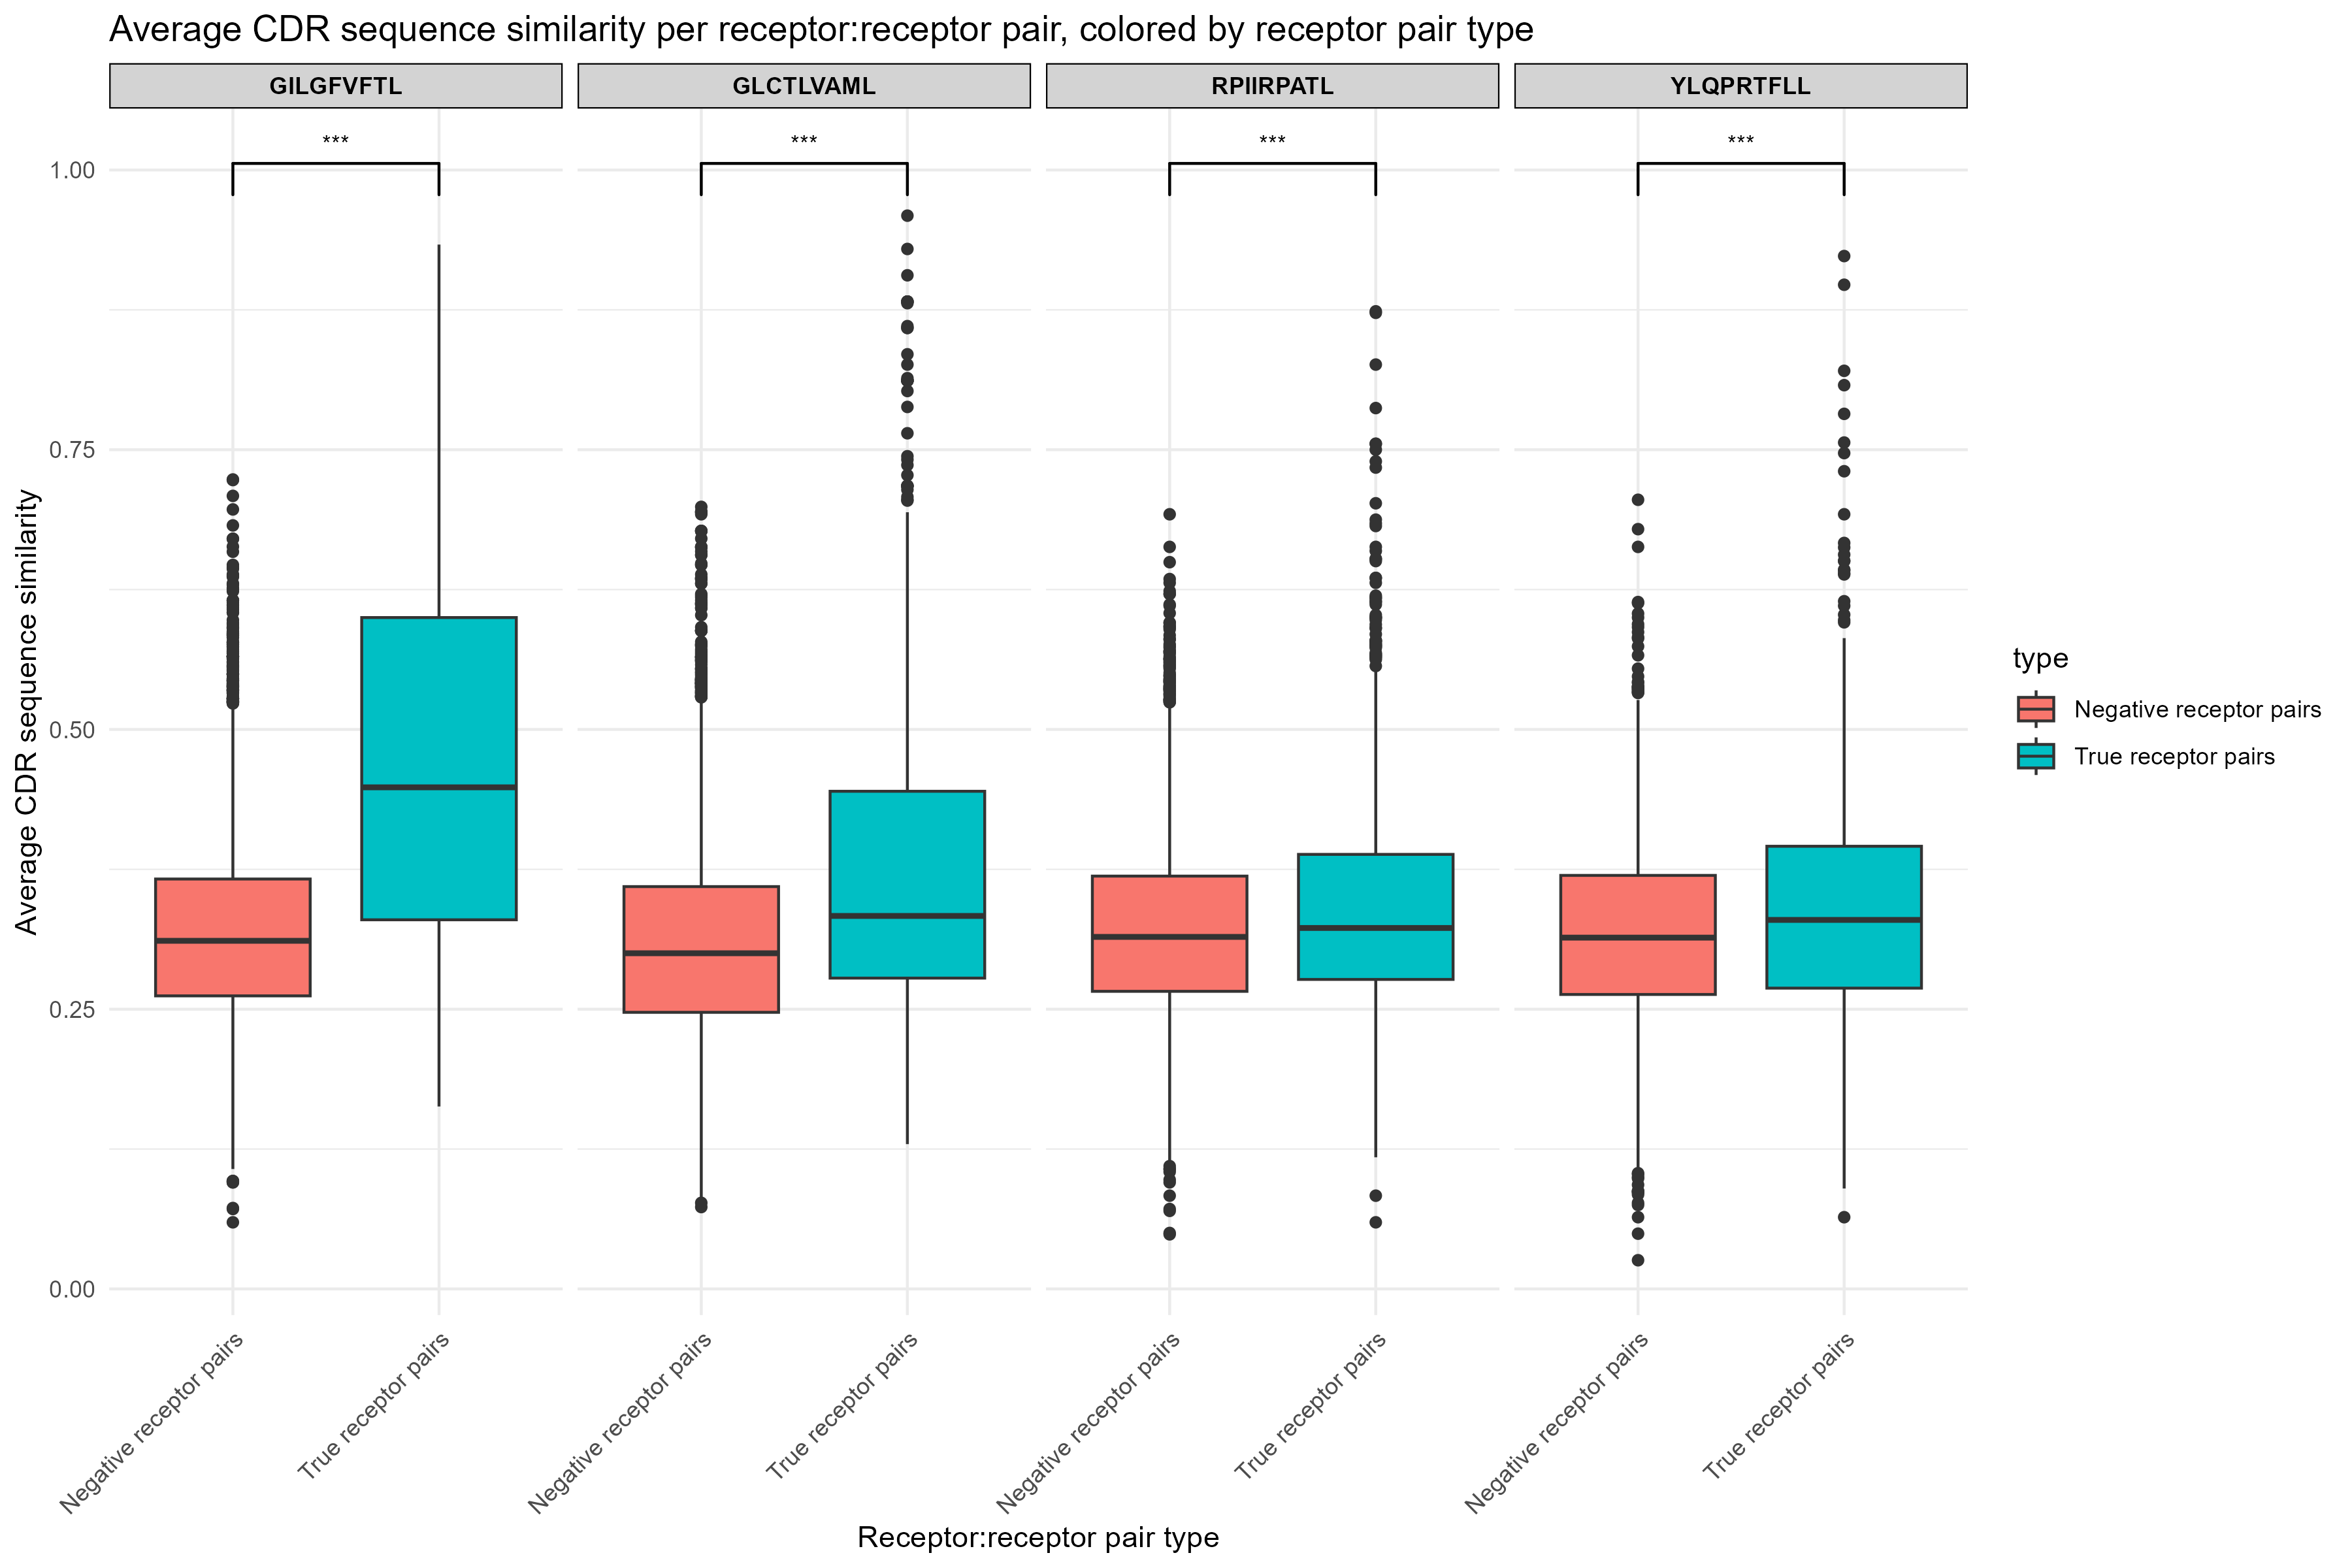 Average CDR sequence similarity per receptor:receptor pair, colored by receptor pair type
GILGFVFTL
GLCTLVAML
RPIIRPATL
YLQPRTFLL
***
***
***
***
1.00
0.75
0.50
0.25
0.00
Average CDR sequence similarity
Negative receptor pairs
True receptor pairs
Negative receptor pairs
True receptor pairs
Negative receptor pairs
True receptor pairs
Negative receptor pairs
True receptor pairs
Receptor:receptor pair type
type
Negative receptor pairs
True receptor pairs